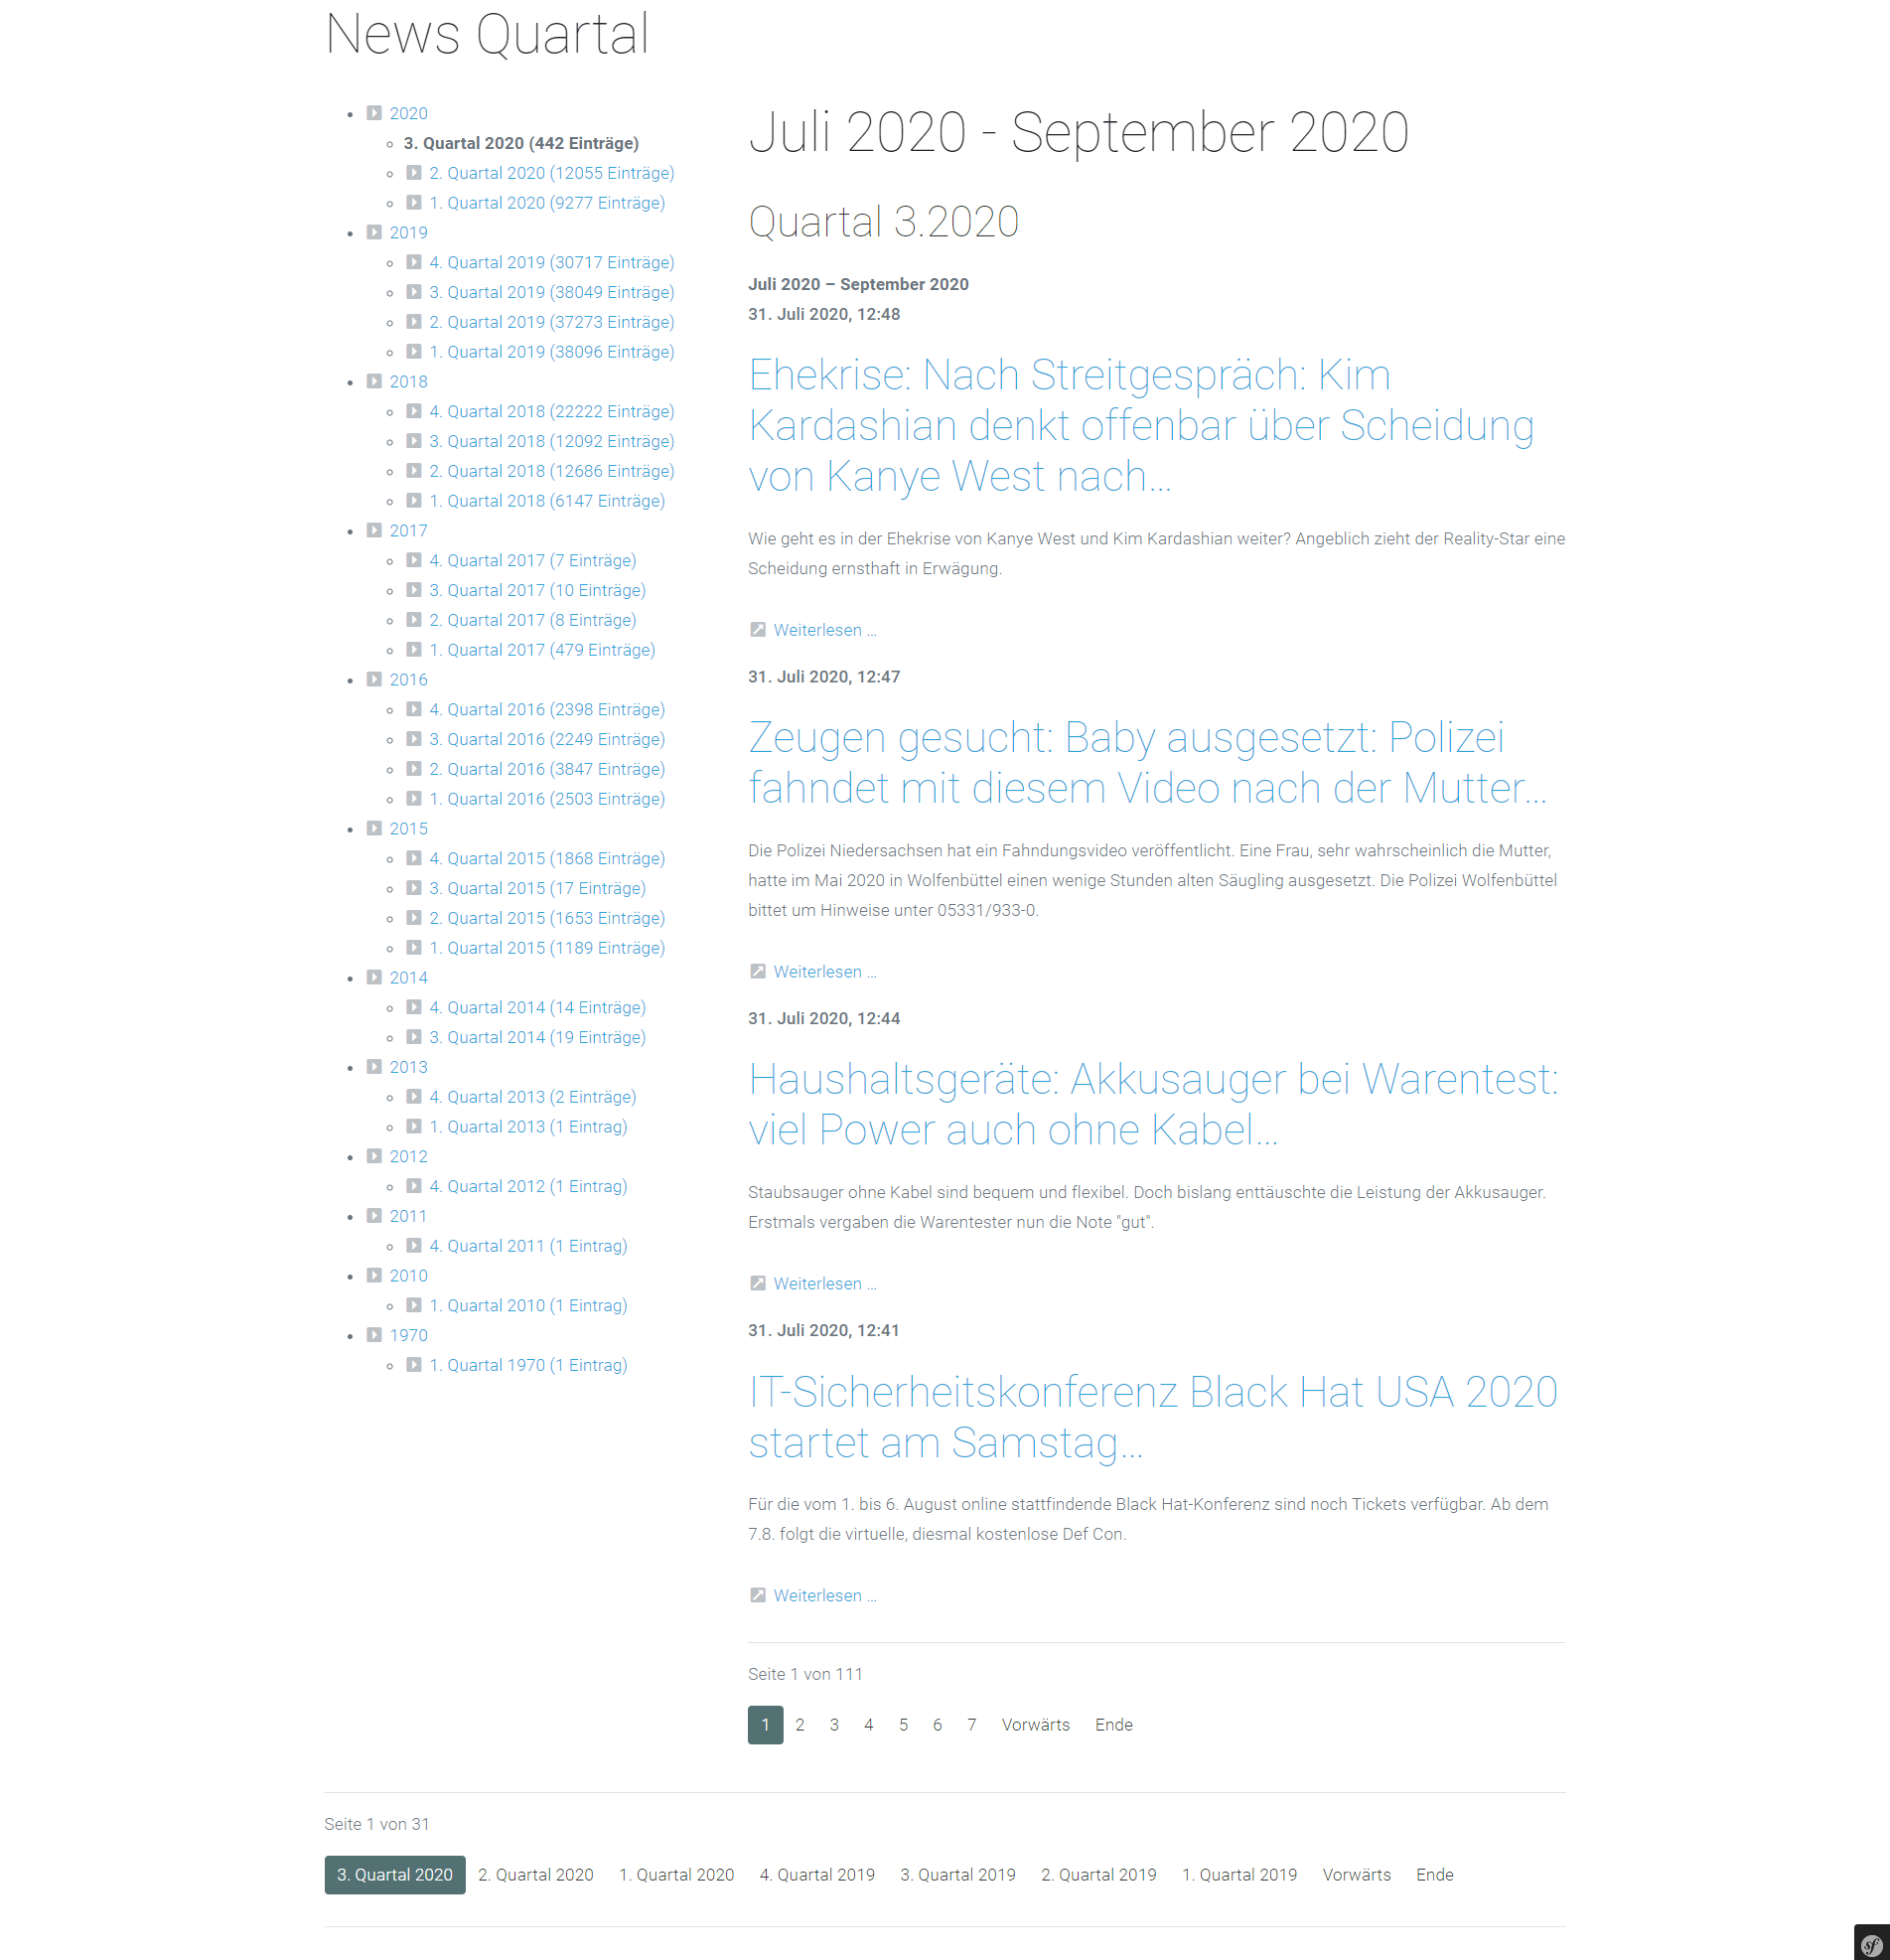 News Quartal
2020
3. Quartal 2020 (442 Einträge)
2. Quartal 2020 (12055 Einträge)
1. Quartal 2020 (9277 Einträge)
2019
4. Quartal 2019 (30717 Einträge)
3. Quartal 2019 (38049 Einträge)
2. Quartal 2019 (37273 Einträge)
1. Quartal 2019 (38096 Einträge)
2018
4. Quartal 2018 (22222 Einträge)
3. Quartal 2018 (12092 Einträge)
2. Quartal 2018 (12686 Einträge)
1. Quartal 2018 (6147 Einträge)
2017
4. Quartal 2017 (7 Einträge)
3. Quartal 2017 (10 Einträge)
2. Quartal 2017 (8 Einträge)
1. Quartal 2017 (479 Einträge)
2016
4. Quartal 2016 (2398 Einträge)
3. Quartal 2016 (2249 Einträge)
2. Quartal 2016 (3847 Einträge)
1. Quartal 2016 (2503 Einträge)
2015
4. Quartal 2015 (1868 Einträge)
3. Quartal 2015 (17 Einträge)
2. Quartal 2015 (1653 Einträge)
1. Quartal 2015 (1189 Einträge)
2014
4. Quartal 2014 (14 Einträge)
3. Quartal 2014 (19 Einträge)
2013
4. Quartal 2013 (2 Einträge)
1. Quartal 2013 (1 Eintrag)
2012
4. Quartal 2012 (1 Eintrag)
2011
4. Quartal 2011 (1 Eintrag)
2010
1. Quartal 2010 (1 Eintrag)
1970
1. Quartal 1970 (1 Eintrag)
Juli 2020 - September 2020
Quartal 3.2020
Juli 2020 – September 2020
31. Juli 2020, 12:48
Ehekrise: Nach Streitgespräch: Kim
Kardashian denkt offenbar über Scheidung
von Kanye West nach...
Wie geht es in der Ehekrise von Kanye West und Kim Kardashian weiter? Angeblich zieht der Reality-Star eine
Scheidung ernsthaft in Erwägung.
Weiterlesen ...
31. Juli 2020, 12:47
Zeugen gesucht: Baby ausgesetzt: Polizei
fahndet mit diesem Video nach der Mutter...
Die Polizei Niedersachsen hat ein Fahndungsvideo veröffentlicht. Eine Frau, sehr wahrscheinlich die Mutter,
hatte im Mai 2020 in Wolfenbüttel einen wenige Stunden alten Säugling ausgesetzt. Die Polizei Wolfenbüttel
bittet um Hinweise unter 05331/933-0.
Weiterlesen ...
31. Juli 2020, 12:44
Haushaltsgeräte: Akkusauger bei Warentest:
viel Power auch ohne Kabel...
Staubsauger ohne Kabel sind bequem und flexibel. Doch bislang enttäuschte die Leistung der Akkusauger.
Erstmals vergaben die Warentester nun die Note "gut".
Weiterlesen ...
31. Juli 2020, 12:41
IT-Sicherheitskonferenz Black Hat USA 2020
startet am Samstag...
Für die vom 1. bis 6. August online stattfindende Black Hat-Konferenz sind noch Tickets verfügbar. Ab dem
7.8. folgt die virtuelle, diesmal kostenlose Def Con.
Weiterlesen ...
Seite 1 von 111
1 2 3 4 5 6 7 Vorwärts Ende
Seite 1 von 31
3. Quartal 2020 2. Quartal 2020 1. Quartal 2020 4. Quartal 2019 3. Quartal 2019 2. Quartal 2019 1. Quartal 2019 Vorwärts Ende
sf